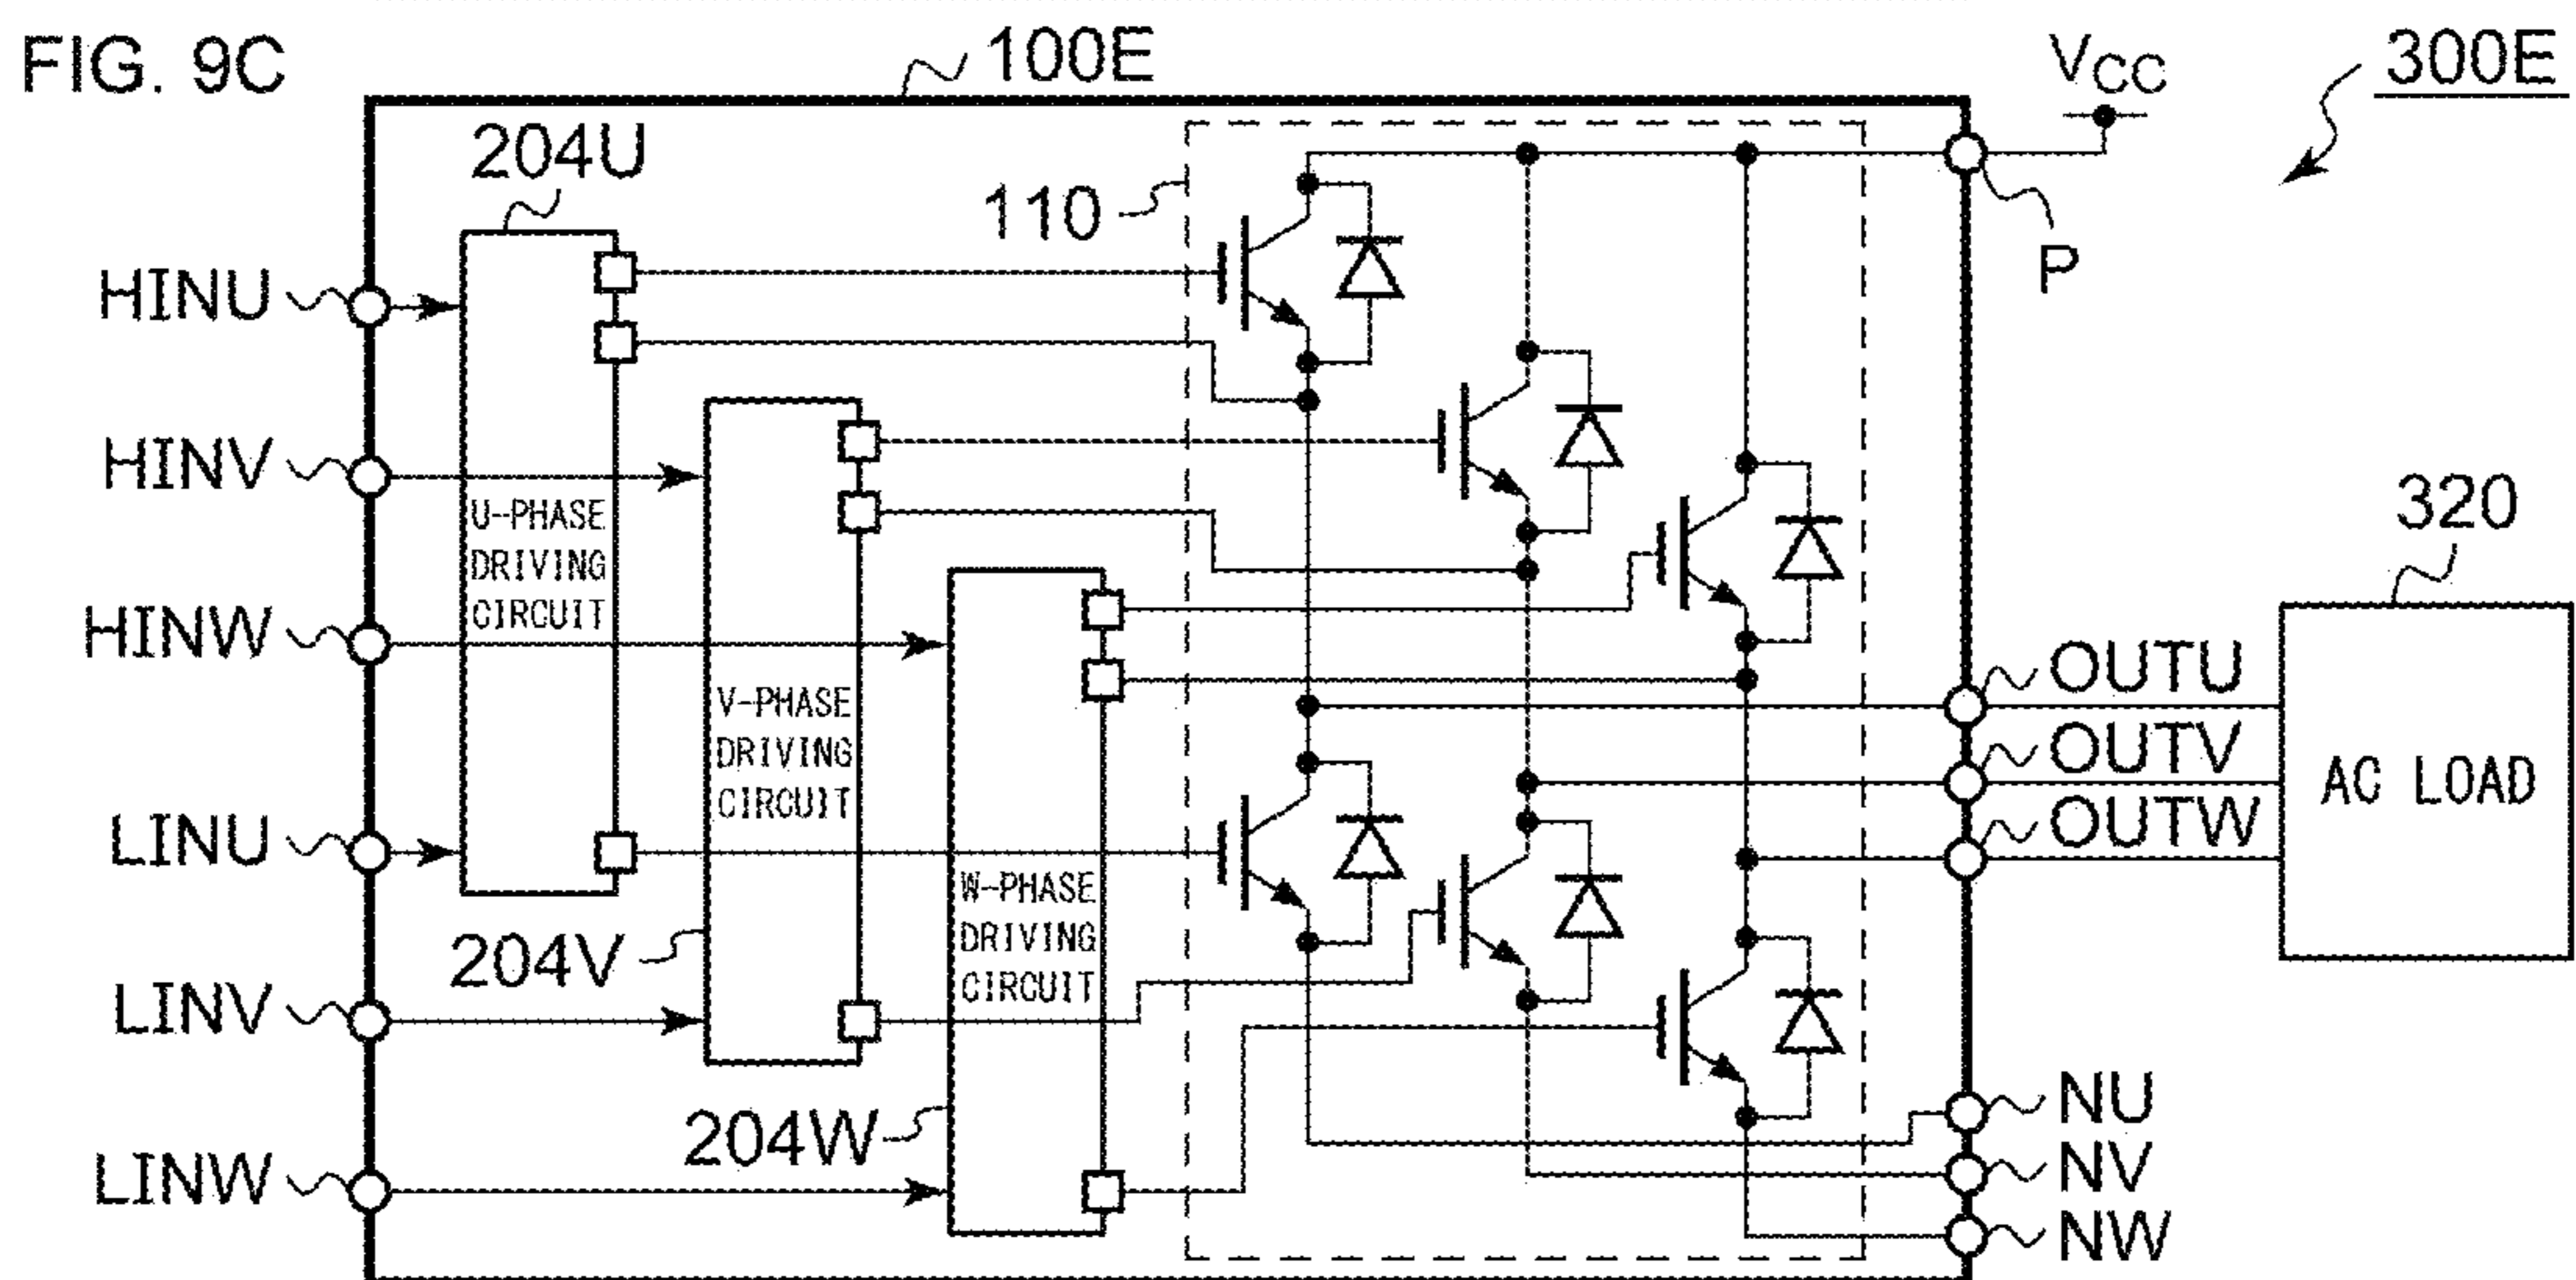 FIG. 9C
100E
VCC
300E
204U
110
P
HINU
HINV
HINW
LINU
LINV
LINW
U-PHASE
DRIVING
CIRCUIT
V-PHASE
DRIVING
CIRCUIT
W-PHASE
DRIVING
CIRCUIT
204V
204W
320
OUTU
OUTV
OUTW
AC LOAD
NU
NV
NW